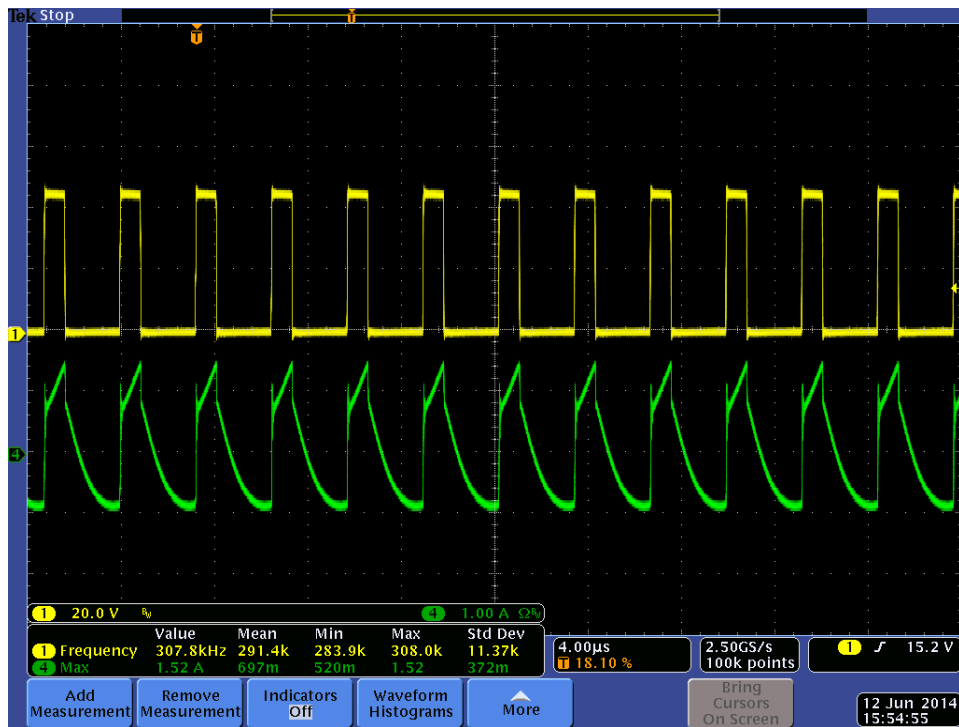 Tek Stop
T
T
1
4
1 20.0 V BW 4 1.00 A Ω BW
Value Mean Min Max Std Dev
1 Frequency 307.8kHz 291.4k 283.9k 308.0k 11.37k
4 Max 1.52 A 697m 520m 1.52 372m
4.00µs
T 18.10 %
2.50GS/s
100k points
1 15.2 V
Add Measurement
Remove Measurement
Indicators
Off
Waveform Histograms
More
Bring Cursors On Screen
12 Jun 2014
15:54:55